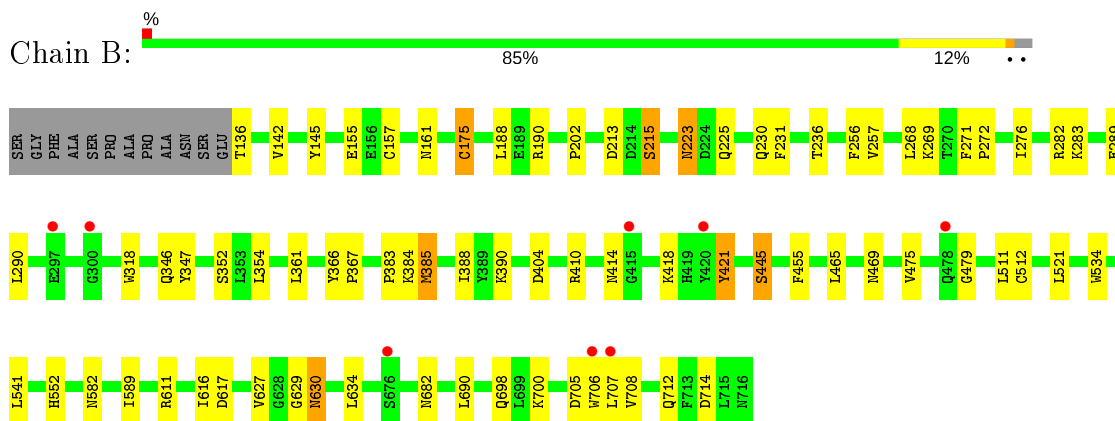 %
Chain B:
85% 12% • •
SER GLY PHE ALA SER PRO ALA PRO ALA ASN SER GLU T136 V142 Y145 E155 E156 C157 N161 C175 L188 E189 R190 P202 D213 D214 S215 N223 D224 Q225 Q230 F231 T236 F256 V257 L268 K269 T270 F271 P272 I276 R282 K283
L290 E297 G300 W318 Q346 Y347 S352 L353 L354 L361 Y366 P367 P383 K384 M385 I388 Y389 K390 D404 R410 N414 G415 K418 H419 Y420 Y421 S445 F455 L465 N469 V475 Q478 G479 L511 C512 L521 W534
L541 H552 N582 I589 R611 I616 D617 V627 G628 G629 N630 L634 S676 N682 L690 Q698 L699 K700 D705 W706 L707 V708 Q712 F713 D714 L715 N716